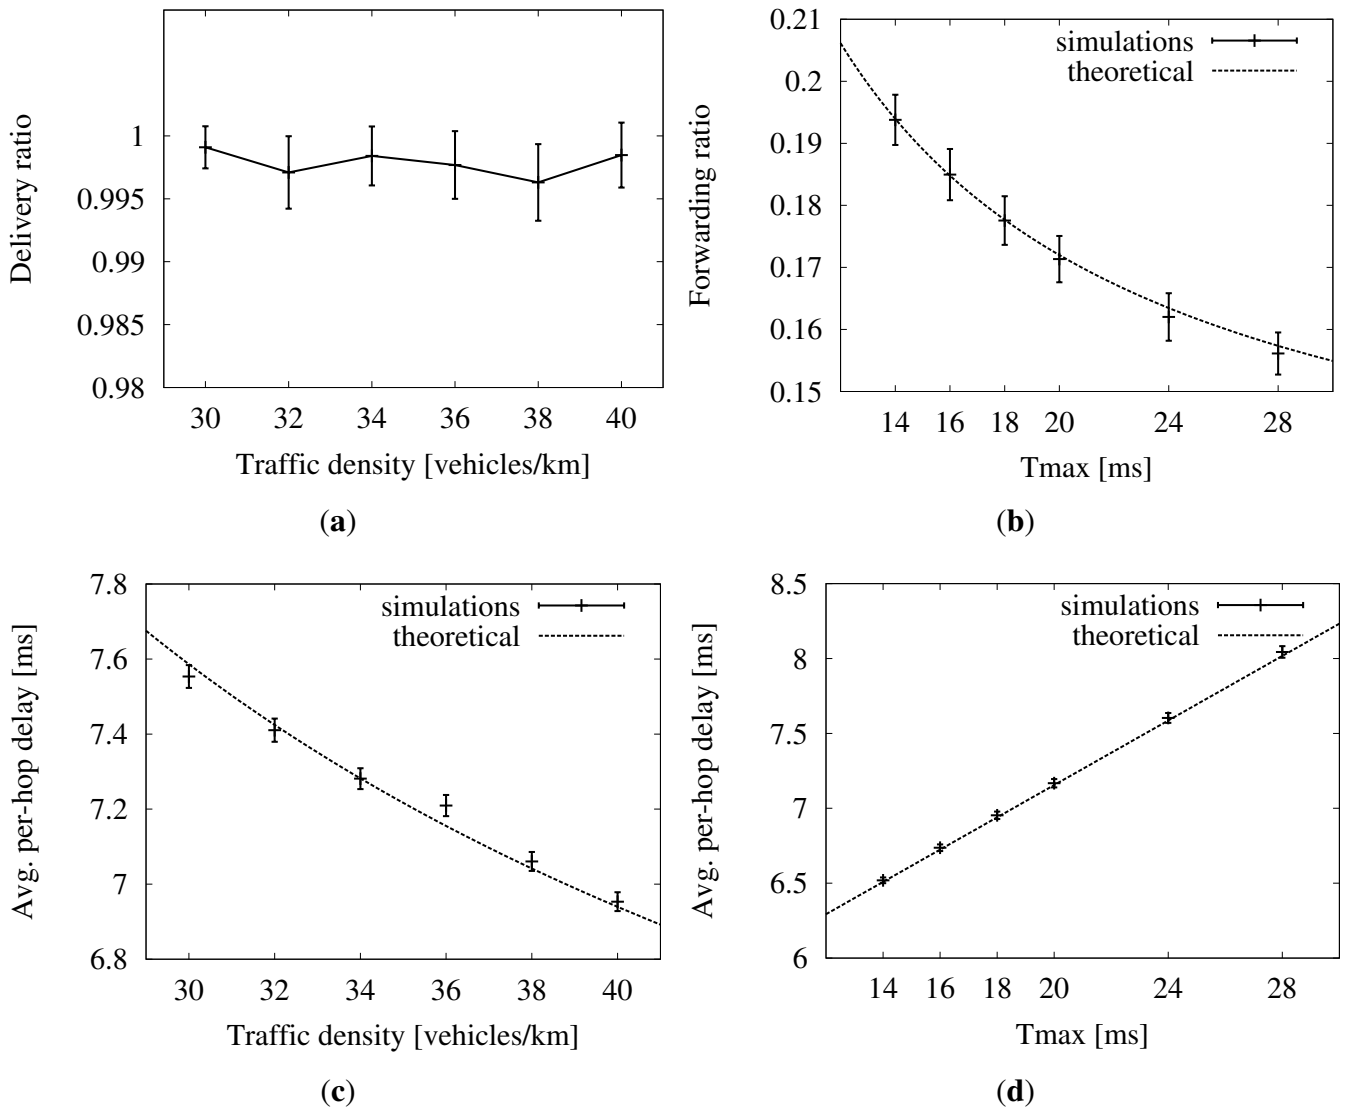 1
0.995
0.99
0.985
0.98
30 32 34 36 38 40
Delivery ratio
Traffic density [vehicles/km]
(a)
0.21
0.2
0.19
0.18
0.17
0.16
0.15
14 16 18 20 24 28
Forwarding ratio
Tmax [ms]
simulations
theoretical
(b)
7.8
7.6
7.4
7.2
7
6.8
30 32 34 36 38 40
Avg. per-hop delay [ms]
Traffic density [vehicles/km]
simulations
theoretical
(c)
8.5
8
7.5
7
6.5
6
14 16 18 20 24 28
Avg. per-hop delay [ms]
Tmax [ms]
simulations
theoretical
(d)